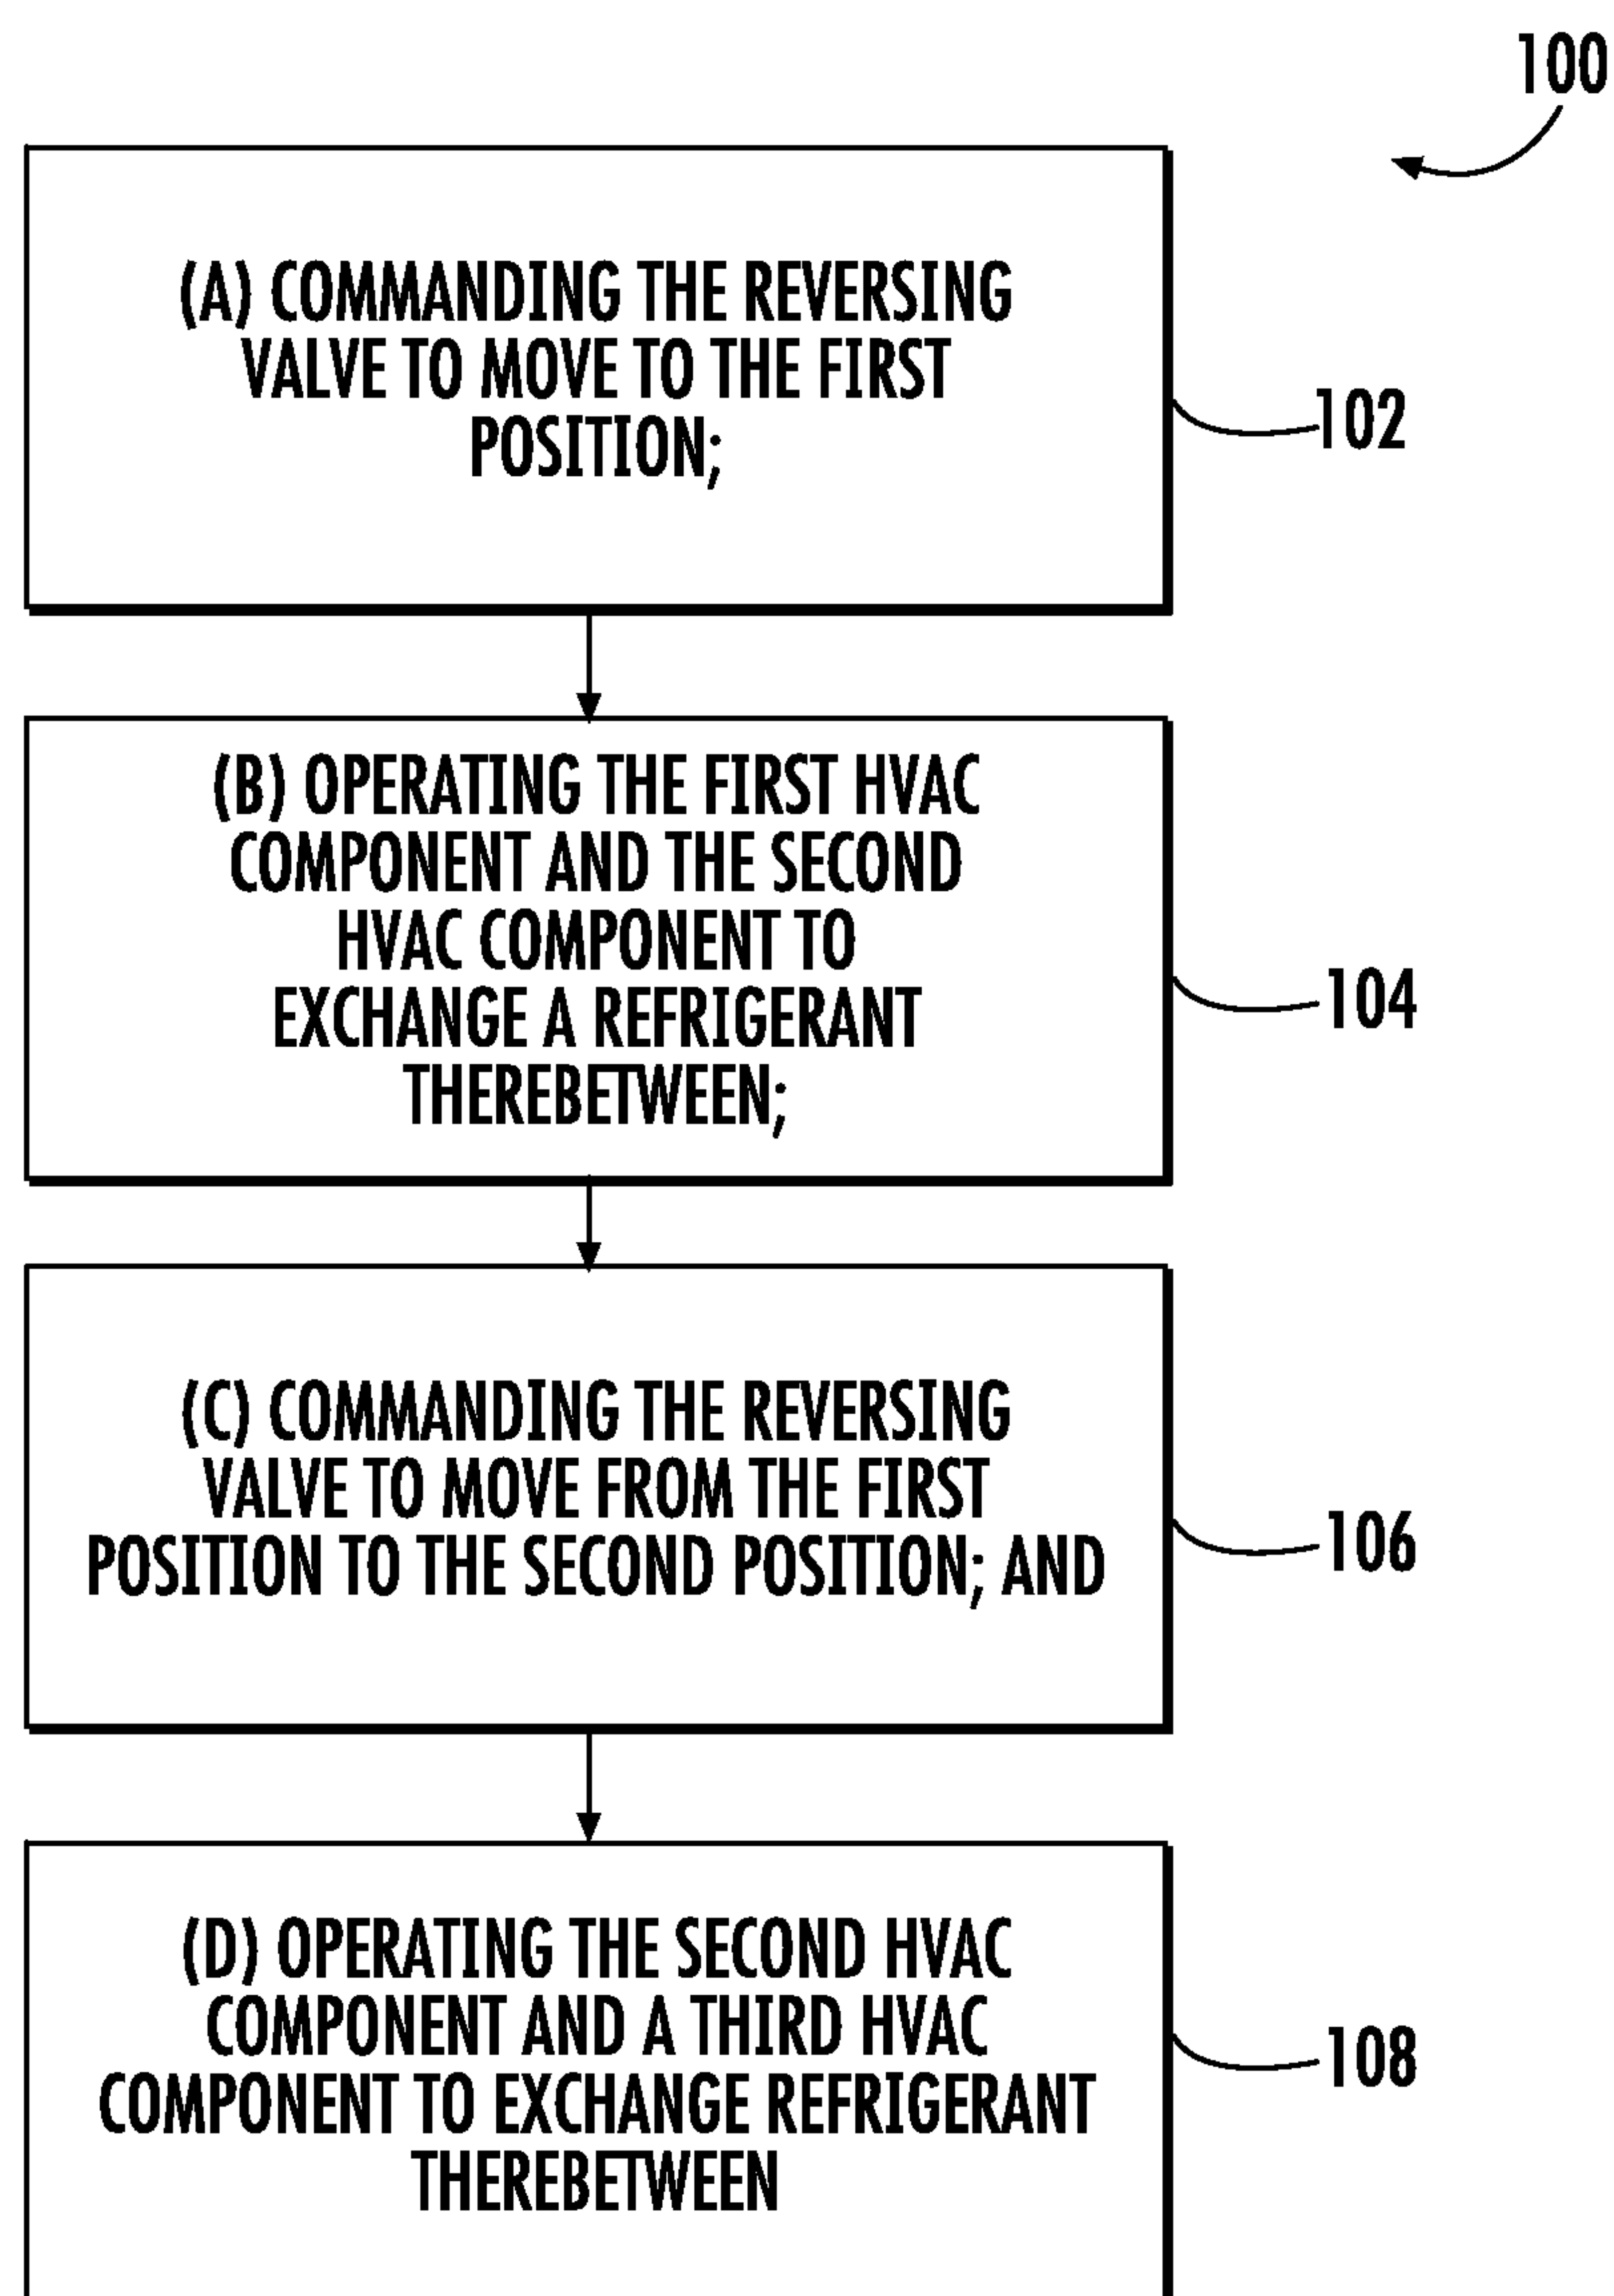 100
(A) COMMANDING THE REVERSING
VALVE TO MOVE TO THE FIRST
POSITION;
102
(B) OPERATING THE FIRST HVAC
COMPONENT AND THE SECOND
HVAC COMPONENT TO
EXCHANGE A REFRIGERANT
THEREBETWEEN;
104
(C) COMMANDING THE REVERSING
VALVE TO MOVE FROM THE FIRST
POSITION TO THE SECOND POSITION; AND
106
(D) OPERATING THE SECOND HVAC
COMPONENT AND A THIRD HVAC
COMPONENT TO EXCHANGE REFRIGERANT
THEREBETWEEN
108